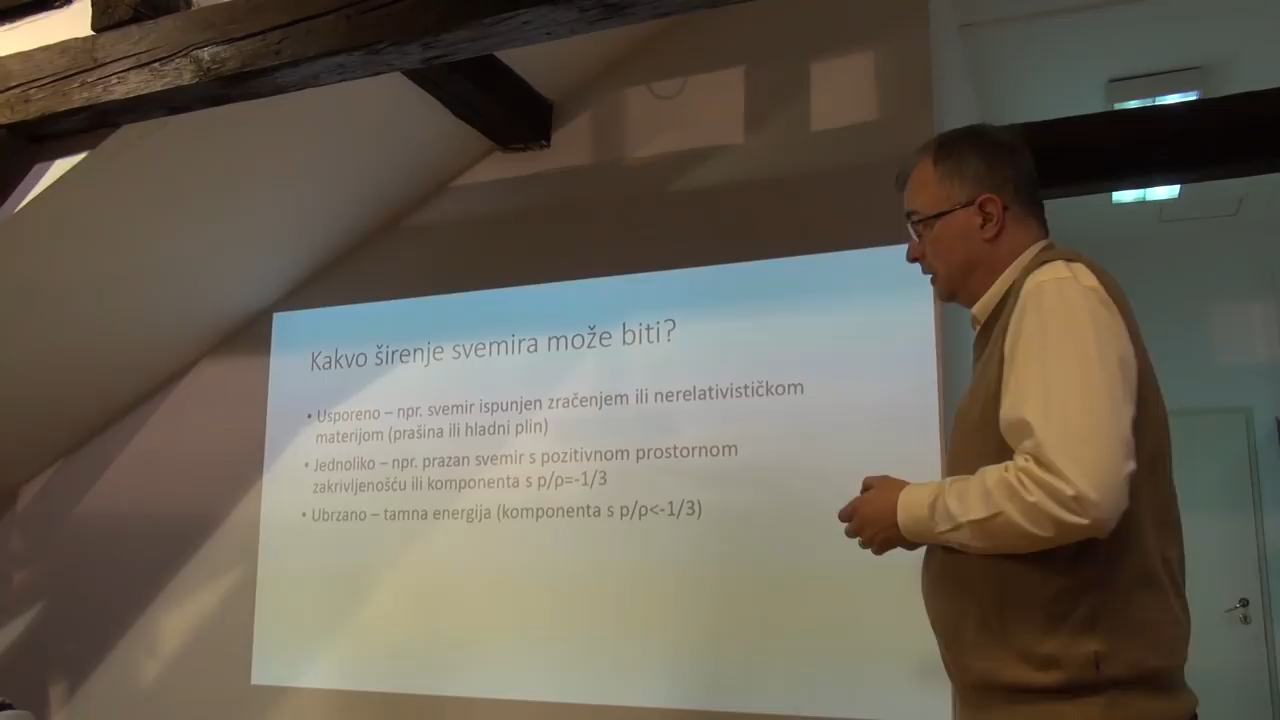 Kakvo širenje svemira može biti?
• Usporeno – npr. svemir ispunjen zračenjem ili nerelativističkom
materijom (prašina ili hladni plin)
• Jednoliko – npr. prazan svemir s pozitivnom prostornom
zakrivljenošću ili komponenta s p/ρ=-1/3
• Ubrzano – tamna energija (komponenta s p/ρ<-1/3)